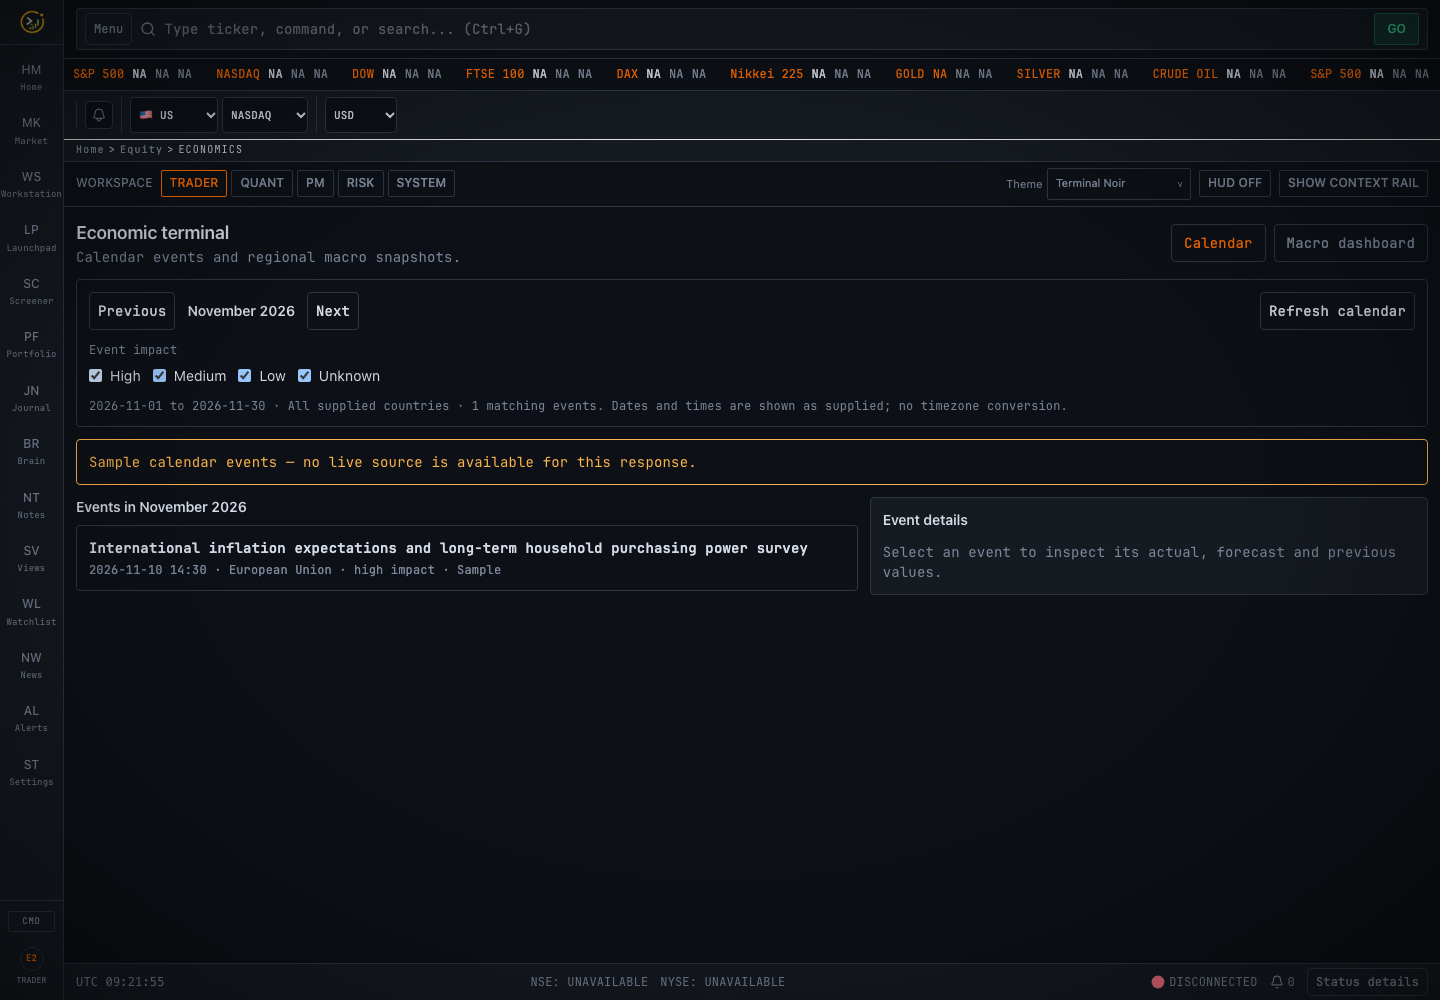 Menu Type ticker, command, or search... (Ctrl+G) GO
S&P 500 NA NA NA NASDAQ NA NA NA DOW NA NA NA FTSE 100 NA NA NA DAX NA NA NA Nikkei 225 NA NA NA GOLD NA NA NA SILVER NA NA NA CRUDE OIL NA NA NA S&P 500 NA NA NA
🇺🇸 US NASDAQ USD
Home > Equity > ECONOMICS
WORKSPACE TRADER QUANT PM RISK SYSTEM Theme Terminal Noir v HUD OFF SHOW CONTEXT RAIL
HM
Home
MK
Market
WS
Workstation
LP
Launchpad
SC
Screener
PF
Portfolio
JN
Journal
BR
Brain
NT
Notes
SV
Views
WL
Watchlist
NW
News
AL
Alerts
ST
Settings
CMD
E2
TRADER
Economic terminal
Calendar events and regional macro snapshots.
Calendar Macro dashboard
Previous November 2026 Next Refresh calendar
Event impact
High Medium Low Unknown
2026-11-01 to 2026-11-30 · All supplied countries · 1 matching events. Dates and times are shown as supplied; no timezone conversion.
Sample calendar events — no live source is available for this response.
Events in November 2026
International inflation expectations and long-term household purchasing power survey
2026-11-10 14:30 · European Union · high impact · Sample
Event details
Select an event to inspect its actual, forecast and previous
values.
UTC 09:21:55 NSE: UNAVAILABLE NYSE: UNAVAILABLE DISCONNECTED 0 Status details